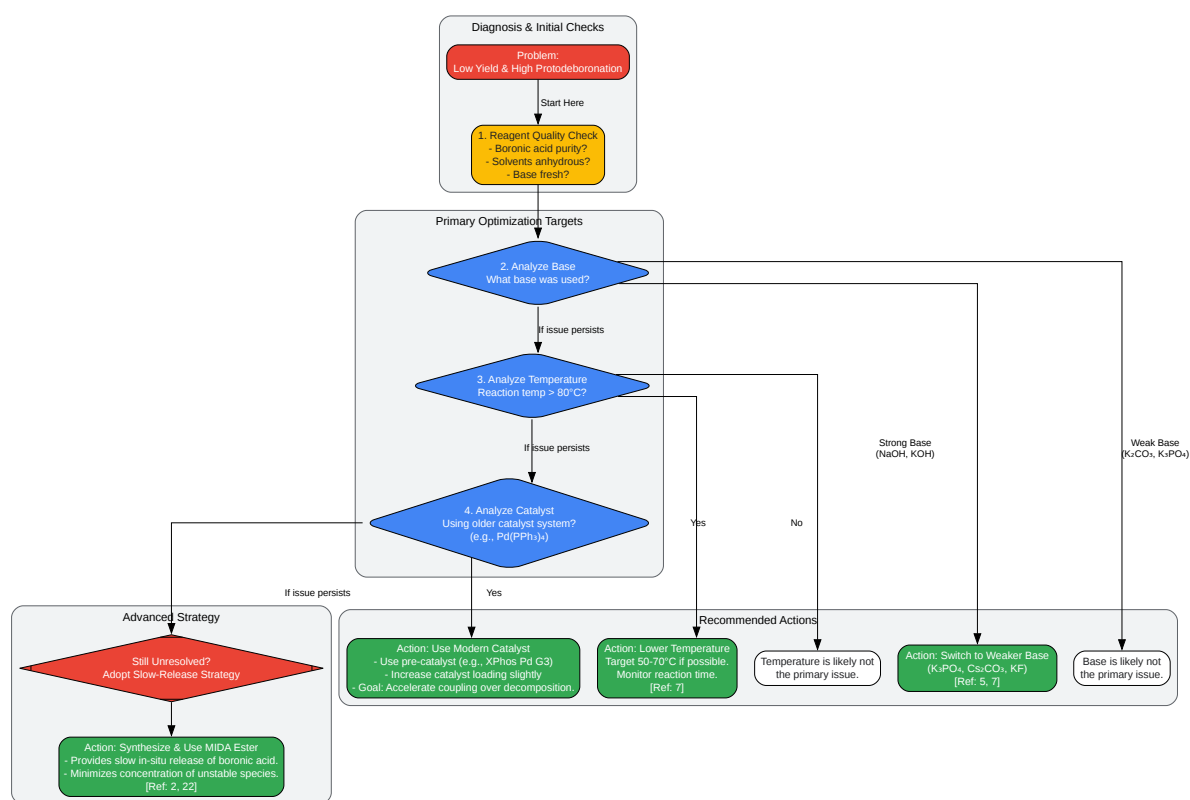 Diagnosis & Initial Checks
Problem:
Low Yield & High Protodeboronation
Start Here
1. Reagent Quality Check
- Boronic acid purity?
- Solvents anhydrous?
- Base fresh?
Primary Optimization Targets
2. Analyze Base
What base was used?
If issue persists
3. Analyze Temperature
Reaction temp > 80°C?
If issue persists
Strong Base
(NaOH, KOH)
Weak Base
(K₂CO₃, K₃PO₄)
4. Analyze Catalyst
Using older catalyst system?
(e.g., Pd(PPh₃)₄)
Yes
No
If issue persists
Yes
Advanced Strategy
Still Unresolved?
Adopt Slow-Release Strategy
Action: Synthesize & Use MIDA Ester
- Provides slow in-situ release of boronic acid.
- Minimizes concentration of unstable species.
[Ref: 2, 22]
Recommended Actions
Action: Use Modern Catalyst
- Use pre-catalyst (e.g., XPhos Pd G3)
- Increase catalyst loading slightly
- Goal: Accelerate coupling over decomposition.
Action: Lower Temperature
Target 50-70°C if possible.
Monitor reaction time.
[Ref: 7]
Temperature is likely not
the primary issue.
Action: Switch to Weaker Base
(K₃PO₄, Cs₂CO₃, KF)
[Ref: 5, 7]
Base is likely not
the primary issue.